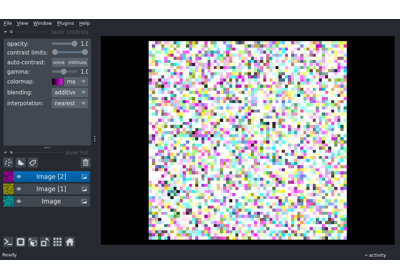 File View Window Plugins Help
layer controls
opacity: 1.0
contrast limits:
auto-contrast: once
gamma: 1.0
colormap: ma
blending: additive
interpolation: nearest
layer list
Image [2]
Image [1]
Image
Ready
activity